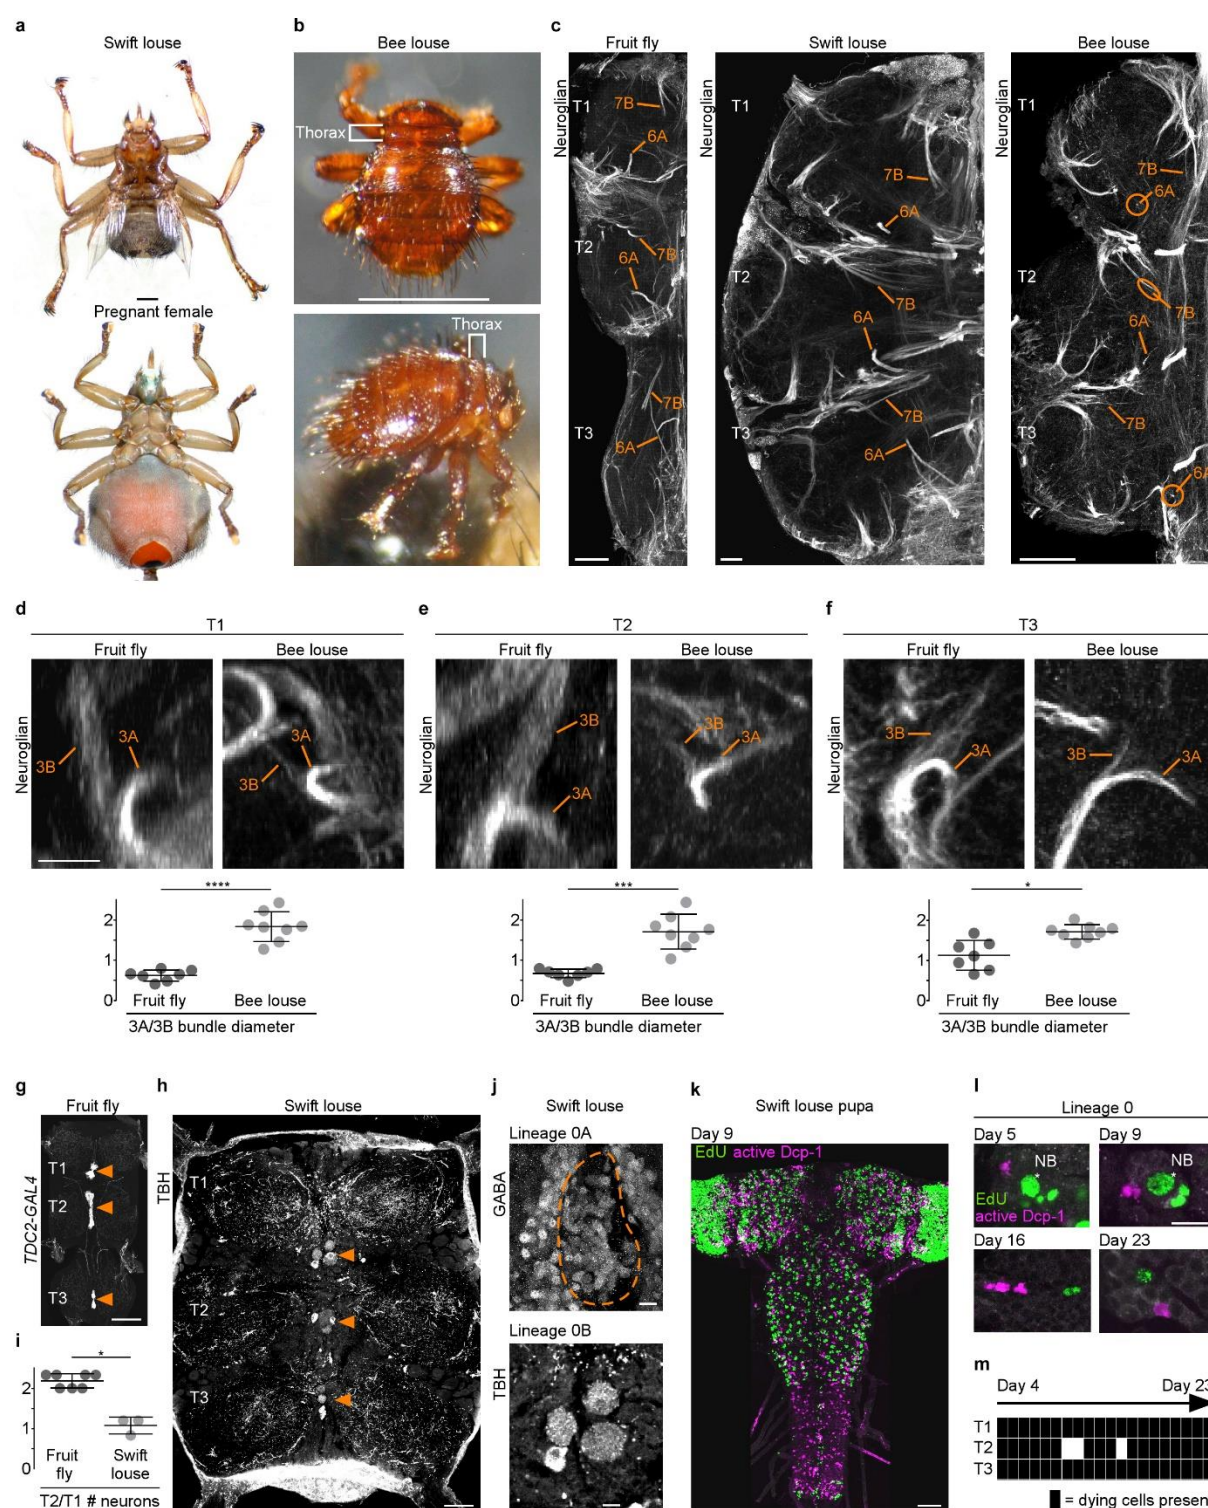 a
Swift louse
Pregnant female
b
Bee louse
Thorax
Thorax
c
Fruit fly
Swift louse
Bee louse
Neuroglian
T1
7B
6A
T2
6A
7B
7B
T3
6A
Neuroglian
T1
7B
6A
T2
7B
6A
7B
T3
6A
Neuroglian
T1
7B
6A
T2
7B
6A
7B
T3
6A
d
T1
Fruit fly
Bee louse
Neuroglian
3A
3B
3A
3B
****
2
1
0
Fruit fly
Bee louse
3A/3B bundle diameter
e
T2
Fruit fly
Bee louse
Neuroglian
3B
3A
3B
3A
***
2
1
0
Fruit fly
Bee louse
3A/3B bundle diameter
f
T3
Fruit fly
Bee louse
Neuroglian
3B
3A
3B
3A
*
2
1
0
Fruit fly
Bee louse
3A/3B bundle diameter
g
Fruit fly
TDC2-GAL4
T1
T2
T3
h
Swift louse
TBH
T1
T2
T3
i
*
2
1
0
Fruit
fly
Swift
louse
T2/T1 # neurons
j
Swift louse
Lineage 0A
GABA
Lineage 0B
TBH
k
Swift louse pupa
Day 9
EdU active Dcp-1
l
Lineage 0
Day 5
Day 9
NB
*
NB
*
EdU
active Dcp-1
Day 16
Day 23
m
Day 4
Day 23
T1
T2
T3
= dying cells present